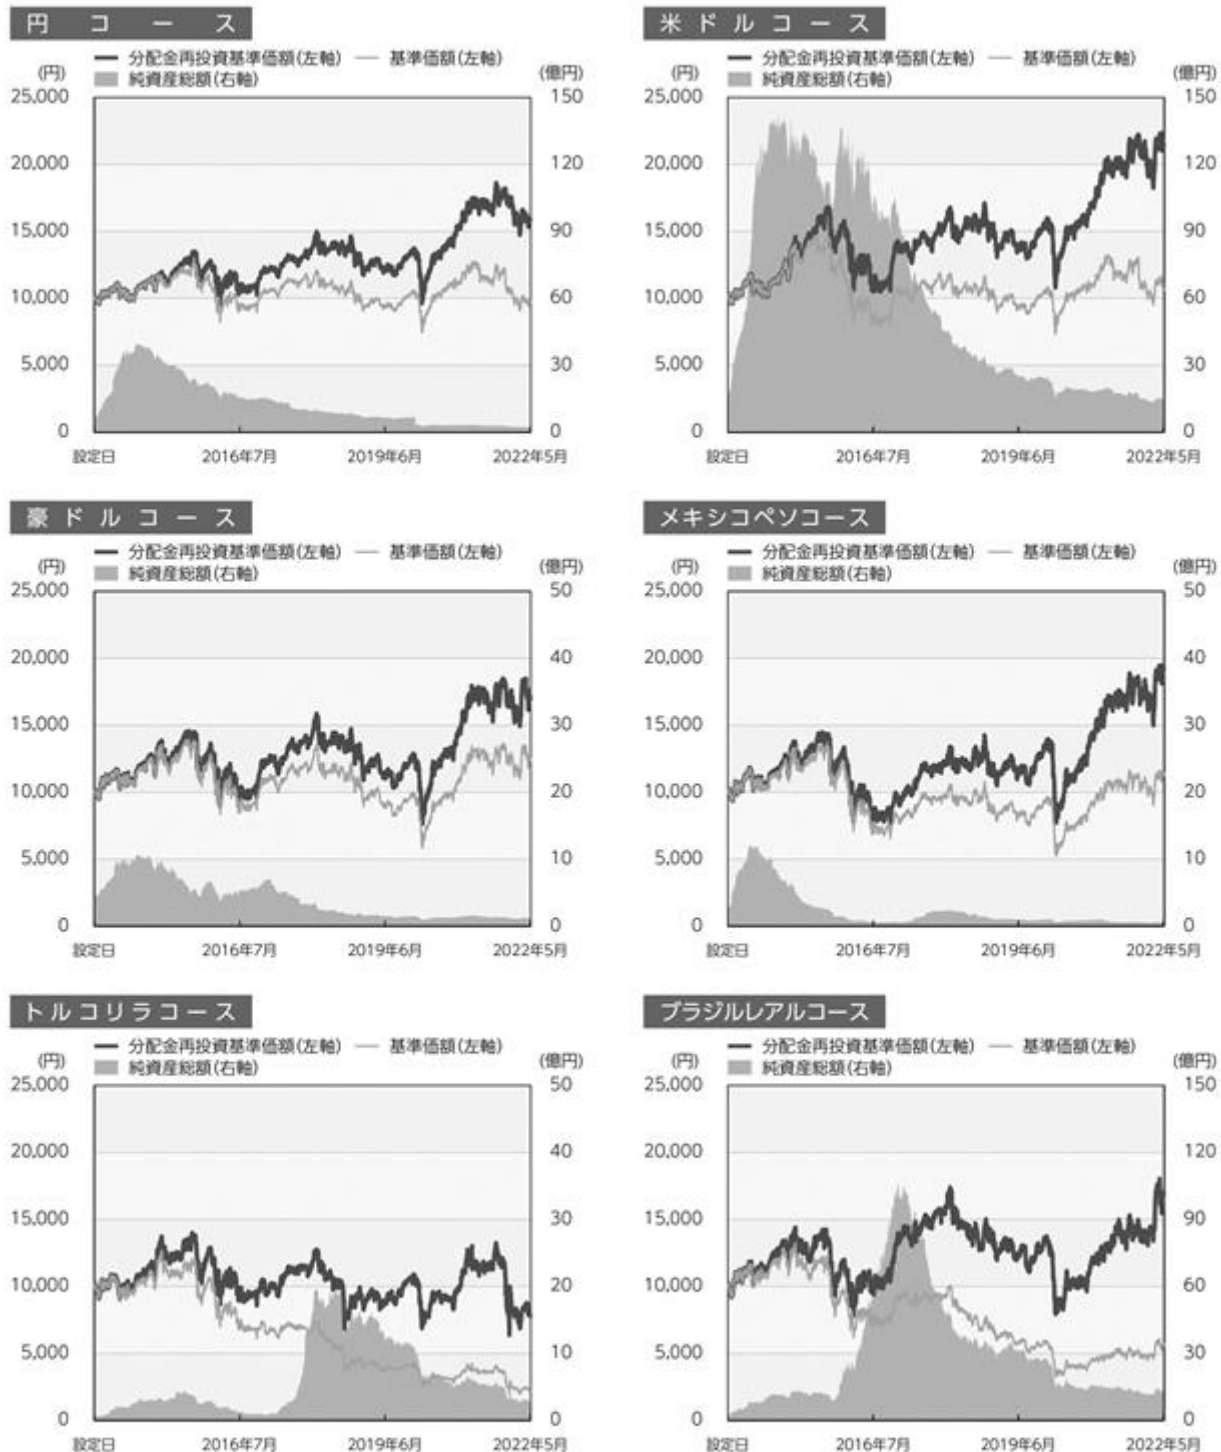 円コース
分配金再投資基準価額(左軸) 基準価額(左軸)
(円) 純資産総額(右軸) (億円)
25,000 150
20,000 120
15,000 90
10,000 60
5,000 30
0 0
設定日 2016年7月 2019年6月 2022年5月
米ドルコース
分配金再投資基準価額(左軸) 基準価額(左軸)
(円) 純資産総額(右軸) (億円)
25,000 150
20,000 120
15,000 90
10,000 60
5,000 30
0 0
設定日 2016年7月 2019年6月 2022年5月
豪ドルコース
分配金再投資基準価額(左軸) 基準価額(左軸)
(円) 純資産総額(右軸) (億円)
25,000 50
20,000 40
15,000 30
10,000 20
5,000 10
0 0
設定日 2016年7月 2019年6月 2022年5月
メキシコペソコース
分配金再投資基準価額(左軸) 基準価額(左軸)
(円) 純資産総額(右軸) (億円)
25,000 50
20,000 40
15,000 30
10,000 20
5,000 10
0 0
設定日 2016年7月 2019年6月 2022年5月
トルコリラコース
分配金再投資基準価額(左軸) 基準価額(左軸)
(円) 純資産総額(右軸) (億円)
25,000 50
20,000 40
15,000 30
10,000 20
5,000 10
0 0
設定日 2016年7月 2019年6月 2022年5月
ブラジルレアルコース
分配金再投資基準価額(左軸) 基準価額(左軸)
(円) 純資産総額(右軸) (億円)
25,000 150
20,000 120
15,000 90
10,000 60
5,000 30
0 0
設定日 2016年7月 2019年6月 2022年5月